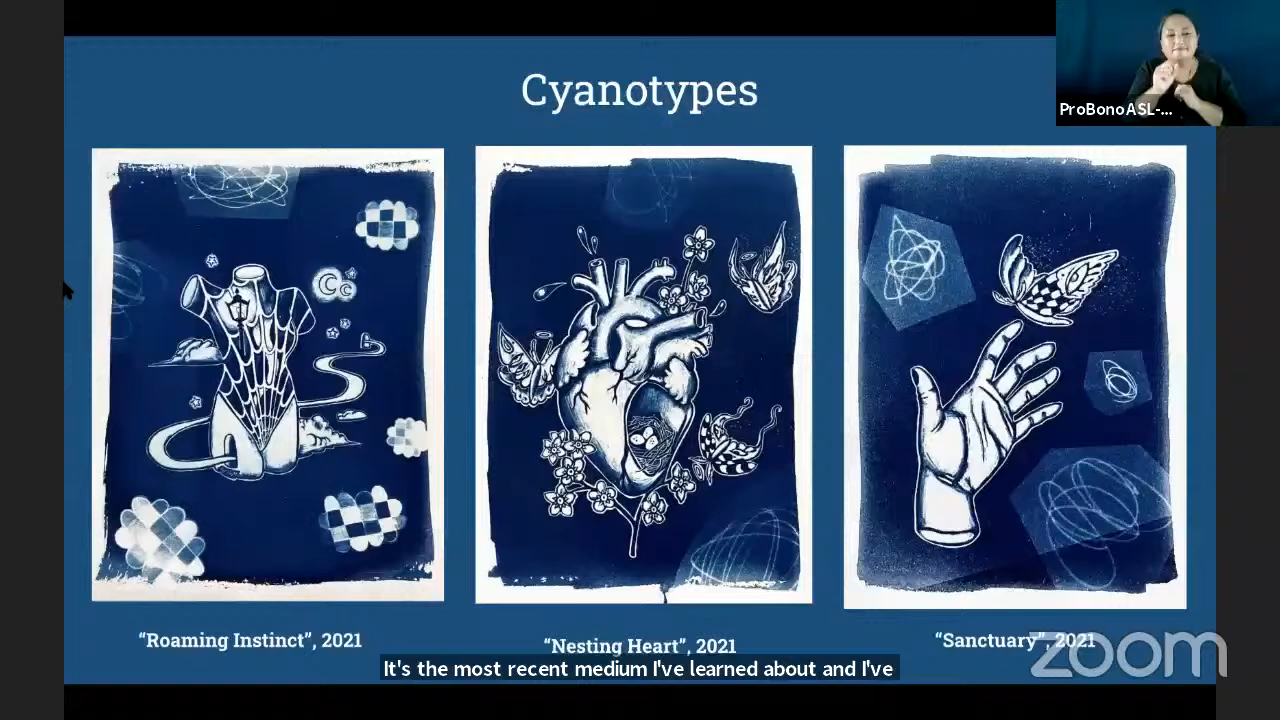 Cyanotypes
ProBonoASL-...
"Roaming Instinct", 2021
"Nesting Heart", 2021
"Sanctuary", 2021
It's the most recent medium I've learned about and I've
zoom